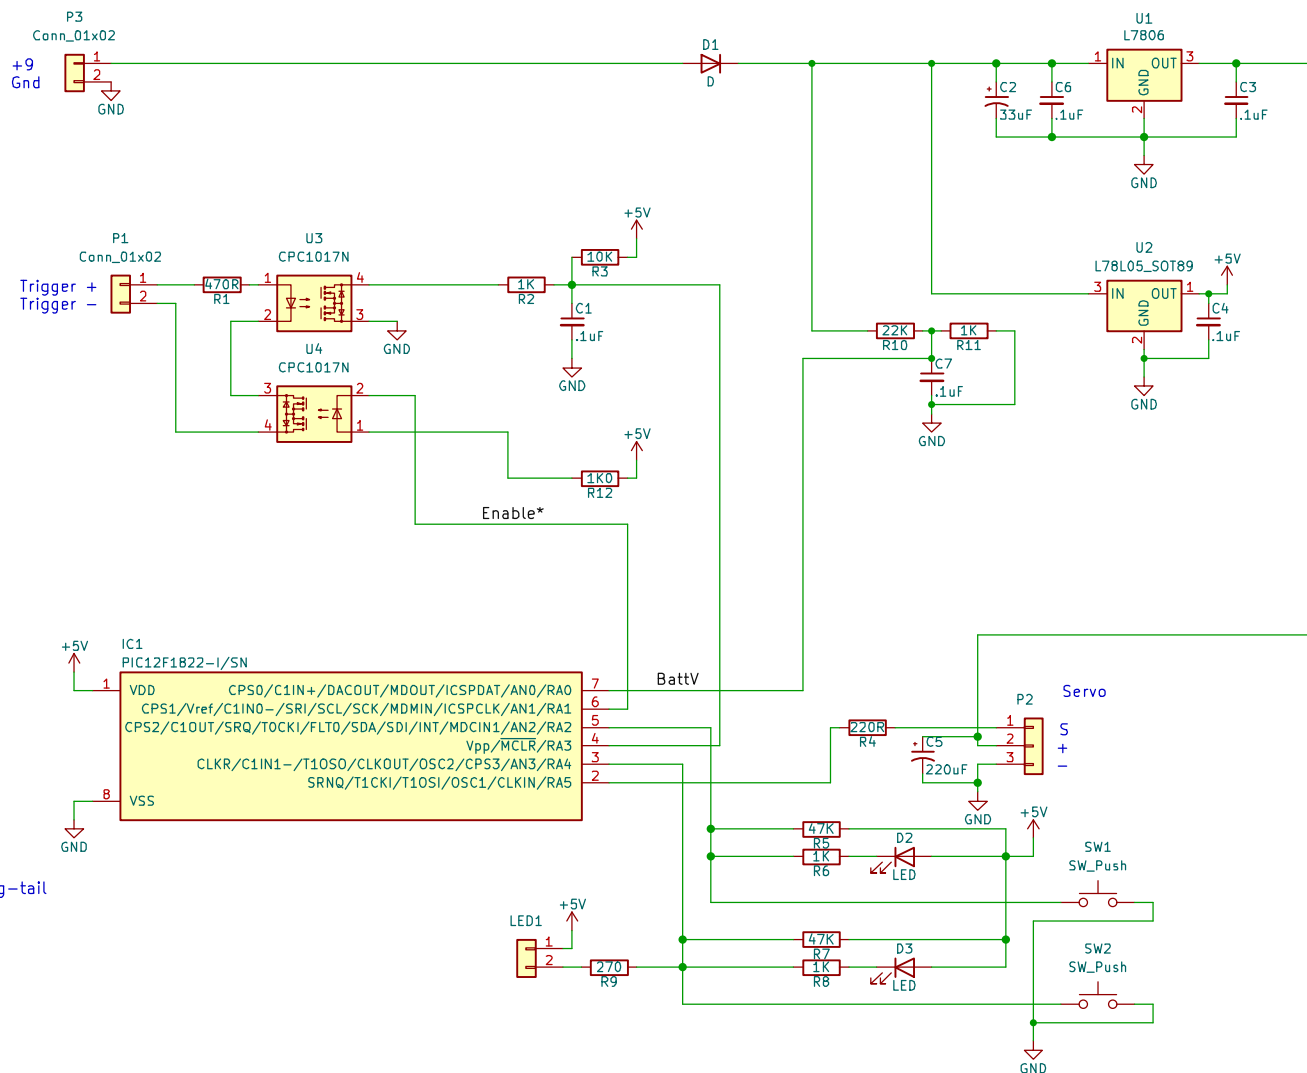 P3
Conn_01x02
+9
Gnd
1
2
GND
D1
D
U1
L7806
1
IN
OUT
3
GND
2
C2
33uF
C6
.1uF
C3
.1uF
GND
P1
Conn_01x02
Trigger +
Trigger -
1
2
470R
R1
U3
CPC1017N
1
2
4
3
GND
1K
R2
+5V
10K
R3
C1
.1uF
GND
U4
CPC1017N
3
4
2
1
+5V
1K0
R12
Enable*
U2
L78L05_SOT89
3
IN
OUT
1
GND
2
+5V
C4
.1uF
GND
22K
R10
1K
R11
C7
.1uF
GND
+5V
IC1
PIC12F1822-I/SN
1
VDD
8
VSS
GND
CPS0/C1IN+/DACOUT/MDOUT/ICSPDAT/AN0/RA0
7
CPS1/Vref/C1IN0-/SRI/SCL/SCK/MDMIN/ICSPCLK/AN1/RA1
6
CPS2/C1OUT/SRQ/T0CKI/FLT0/SDA/SDI/INT/MDCIN1/AN2/RA2
5
Vpp/MCLR/RA3
4
CLKR/C1IN1-/T1OSO/CLKOUT/OSC2/CPS3/AN3/RA4
3
SRNQ/T1CKI/T1OSI/OSC1/CLKIN/RA5
2
BattV
P2
Servo
1
2
3
S
+
-
220R
R4
C5
220uF
GND
47K
R5
1K
R6
D2
LED
+5V
SW1
SW_Push
g-tail
LED1
1
2
+5V
270
R9
47K
R7
1K
R8
D3
LED
SW2
SW_Push
GND